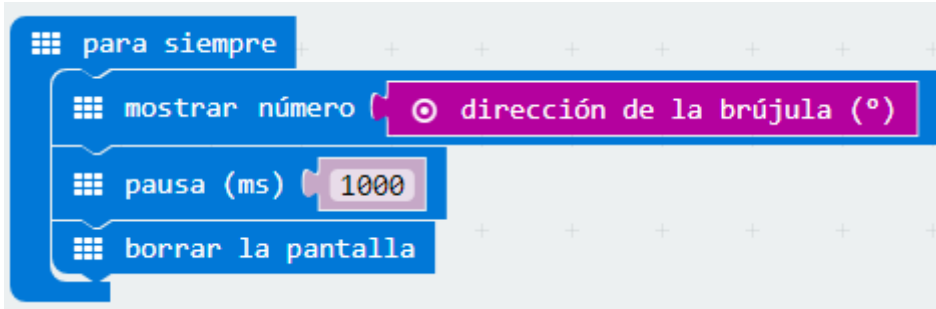 para siempre
mostrar número dirección de la brújula (º)
pausa (ms) 1000
borrar la pantalla